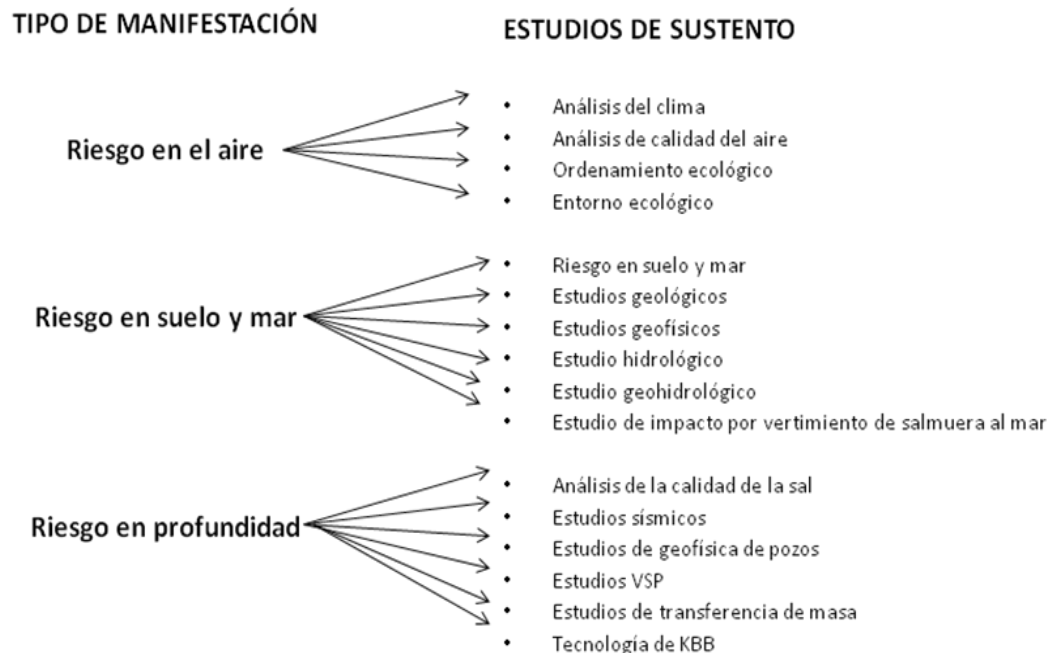 TIPO DE MANIFESTACIÓN
ESTUDIOS DE SUSTENTO
Riesgo en el aire
• Análisis del clima
• Análisis de calidad del aire
• Ordenamiento ecológico
• Entorno ecológico
Riesgo en suelo y mar
• Riesgo en suelo y mar
• Estudios geológicos
• Estudios geofísicos
• Estudio hidrológico
• Estudio geohidrológico
• Estudio de impacto por vertimiento de salmuera al mar
Riesgo en profundidad
• Análisis de la calidad de la sal
• Estudios sísmicos
• Estudios de geofísica de pozos
• Estudios VSP
• Estudios de transferencia de masa
• Tecnología de KBB